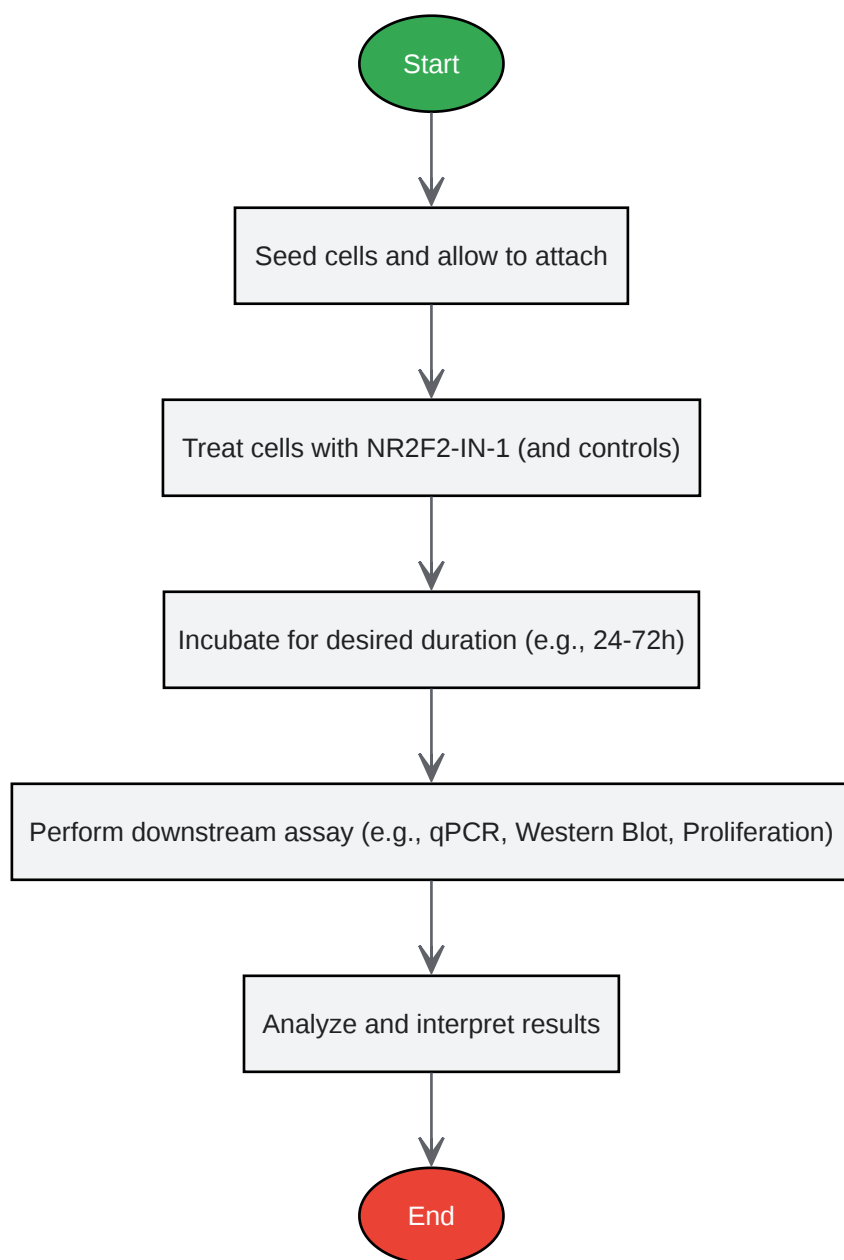 Start
Seed cells and allow to attach
Treat cells with NR2F2-IN-1 (and controls)
Incubate for desired duration (e.g., 24-72h)
Perform downstream assay (e.g., qPCR, Western Blot, Proliferation)
Analyze and interpret results
End